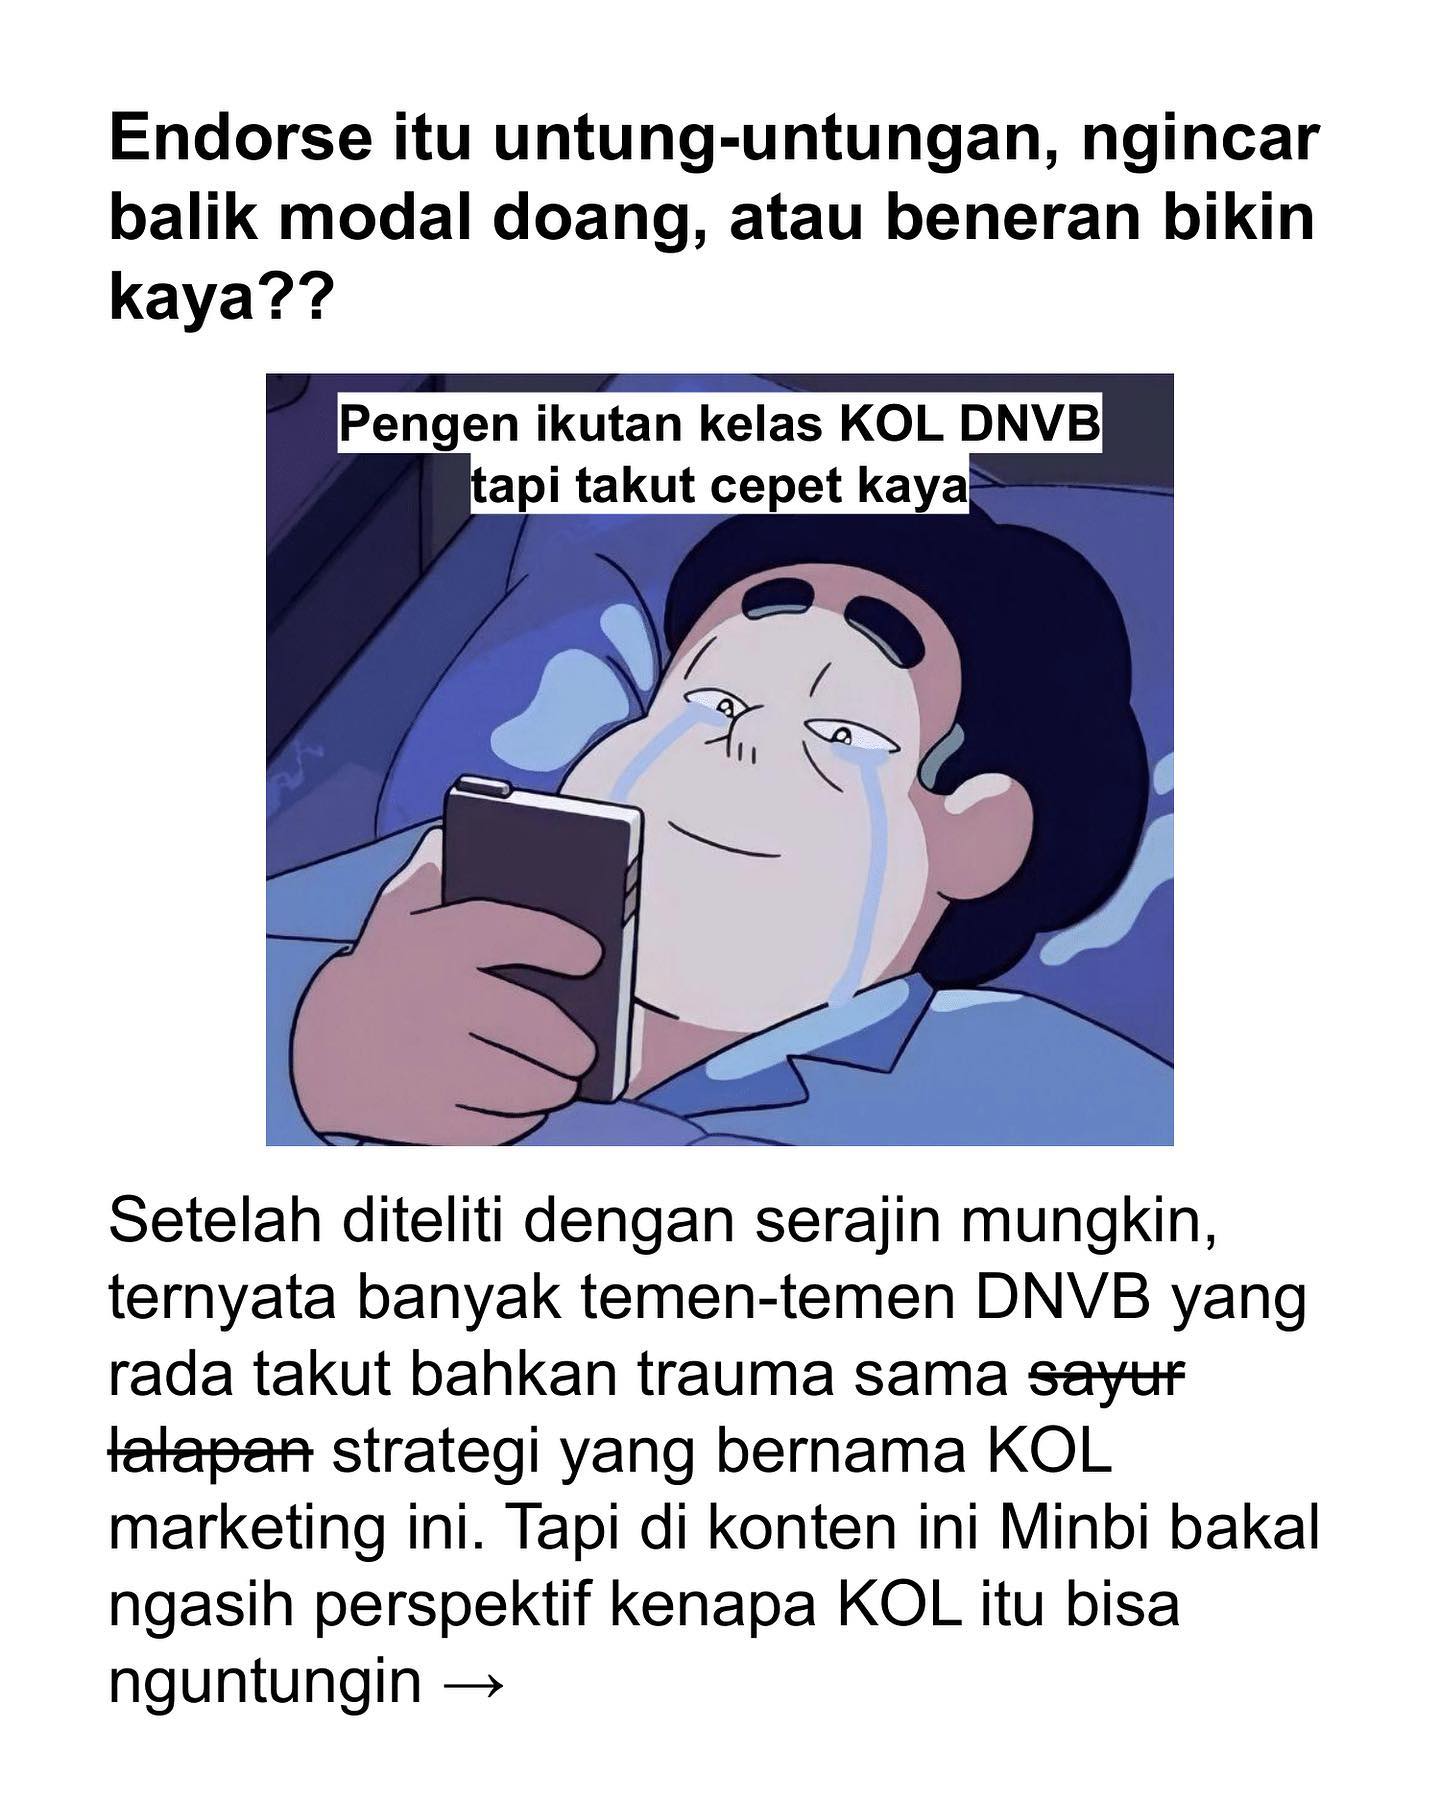 Endorse itu untung-untungan, ngincar
balik modal doang, atau beneran bikin
kaya??
Pengen ikutan kelas KOL DNVB
tapi takut cepet kaya
Setelah diteliti dengan serajin mungkin,
ternyata banyak temen-temen DNVB yang
rada takut bahkan trauma sama sayur
lalapan strategi yang bernama KOL
marketing ini. Tapi di konten ini Minbi bakal
ngasih perspektif kenapa KOL itu bisa
nguntungin →